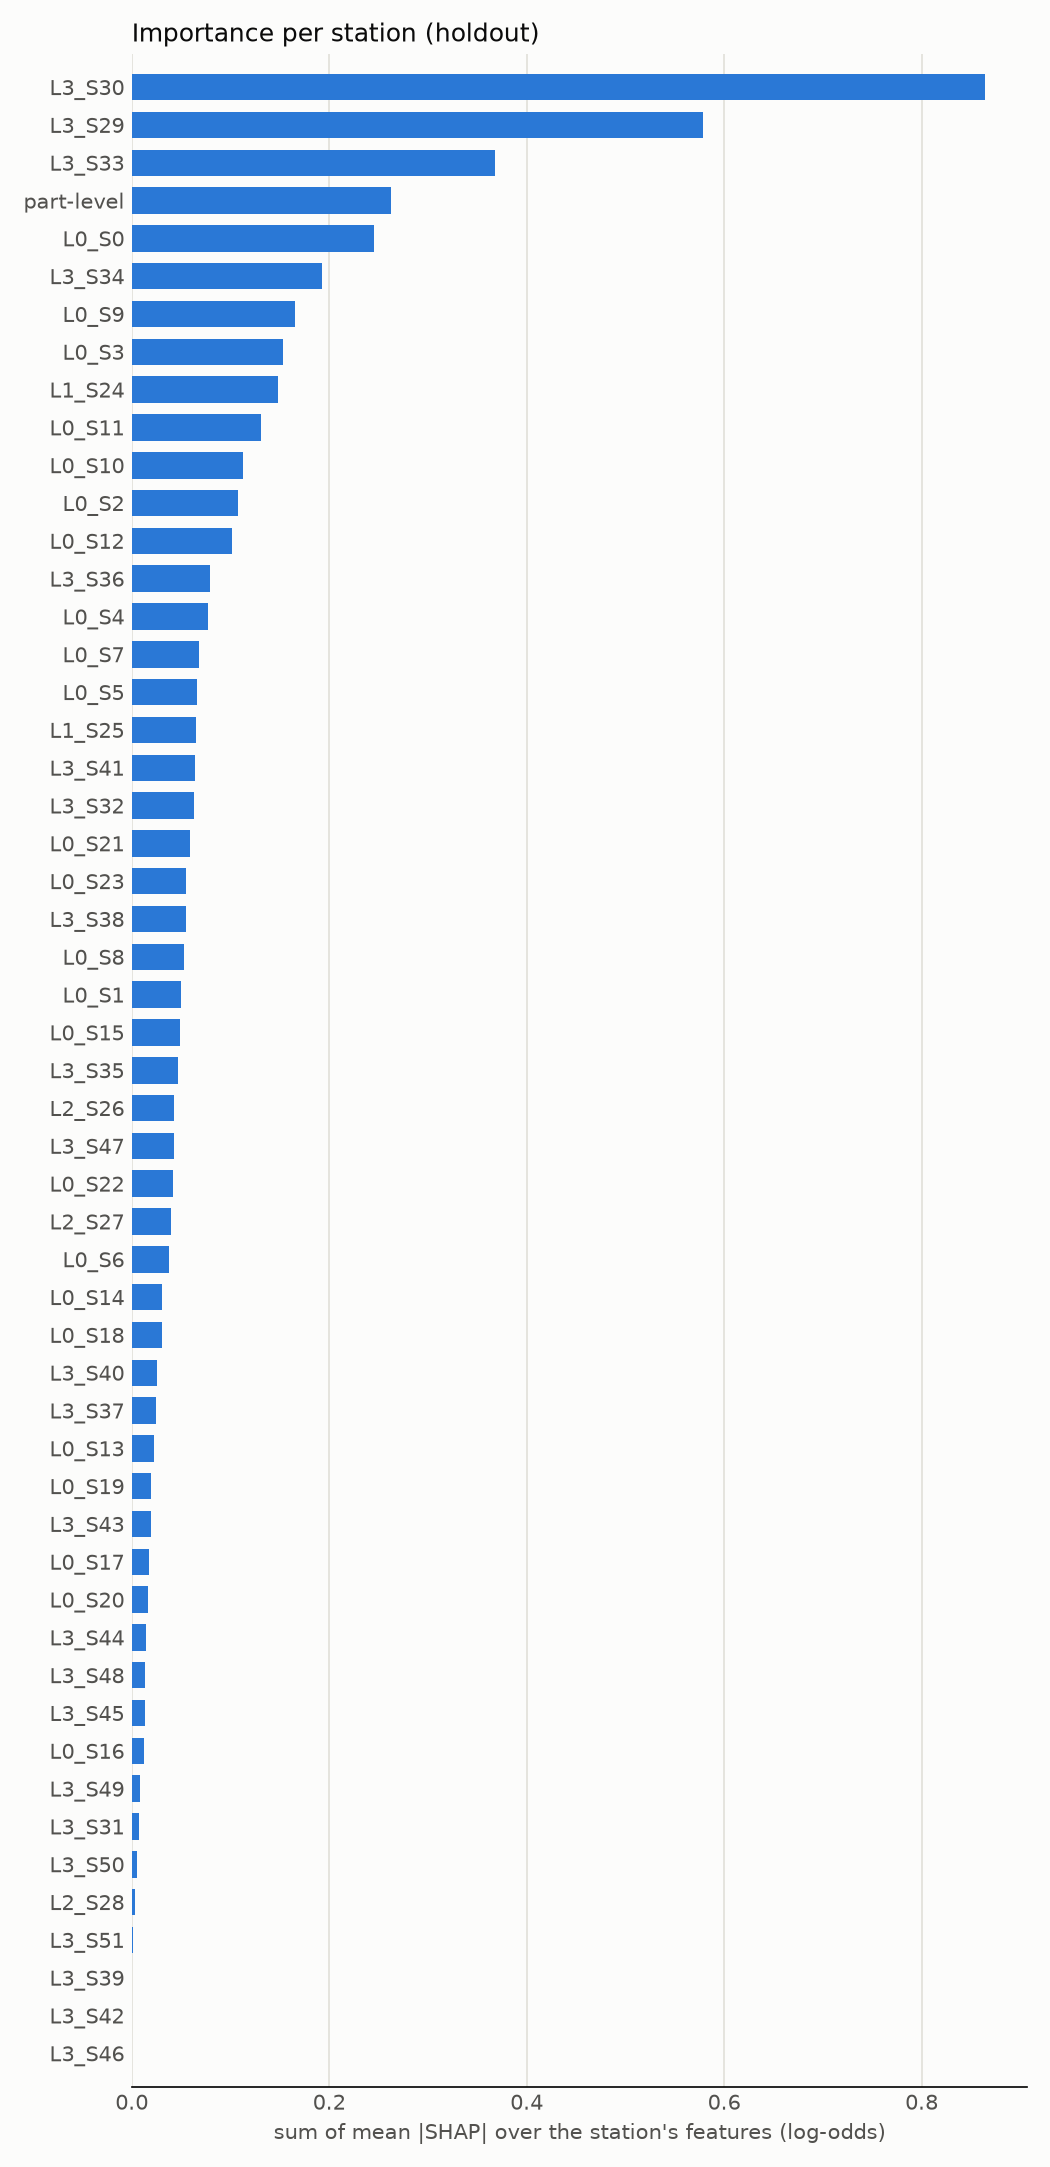 Importance per station (holdout)
L3_S30
L3_S29
L3_S33
part-level
L0_S0
L3_S34
L0_S9
L0_S3
L1_S24
L0_S11
L0_S10
L0_S2
L0_S12
L3_S36
L0_S4
L0_S7
L0_S5
L1_S25
L3_S41
L3_S32
L0_S21
L0_S23
L3_S38
L0_S8
L0_S1
L0_S15
L3_S35
L2_S26
L3_S47
L0_S22
L2_S27
L0_S6
L0_S14
L0_S18
L3_S40
L3_S37
L0_S13
L0_S19
L3_S43
L0_S17
L0_S20
L3_S44
L3_S48
L3_S45
L0_S16
L3_S49
L3_S31
L3_S50
L2_S28
L3_S51
L3_S39
L3_S42
L3_S46
0.0 0.2 0.4 0.6 0.8
sum of mean |SHAP| over the station's features (log-odds)